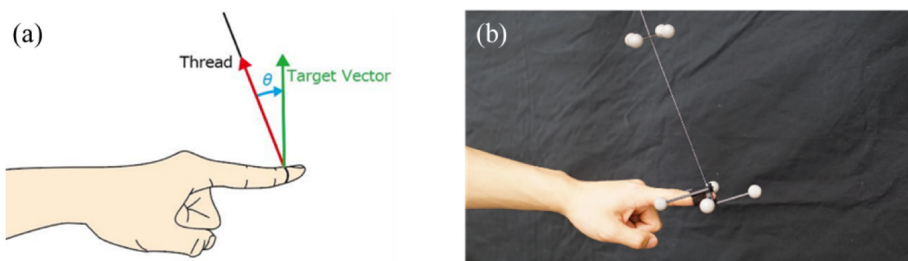 (a)
Thread
θ
Target Vector
(b)